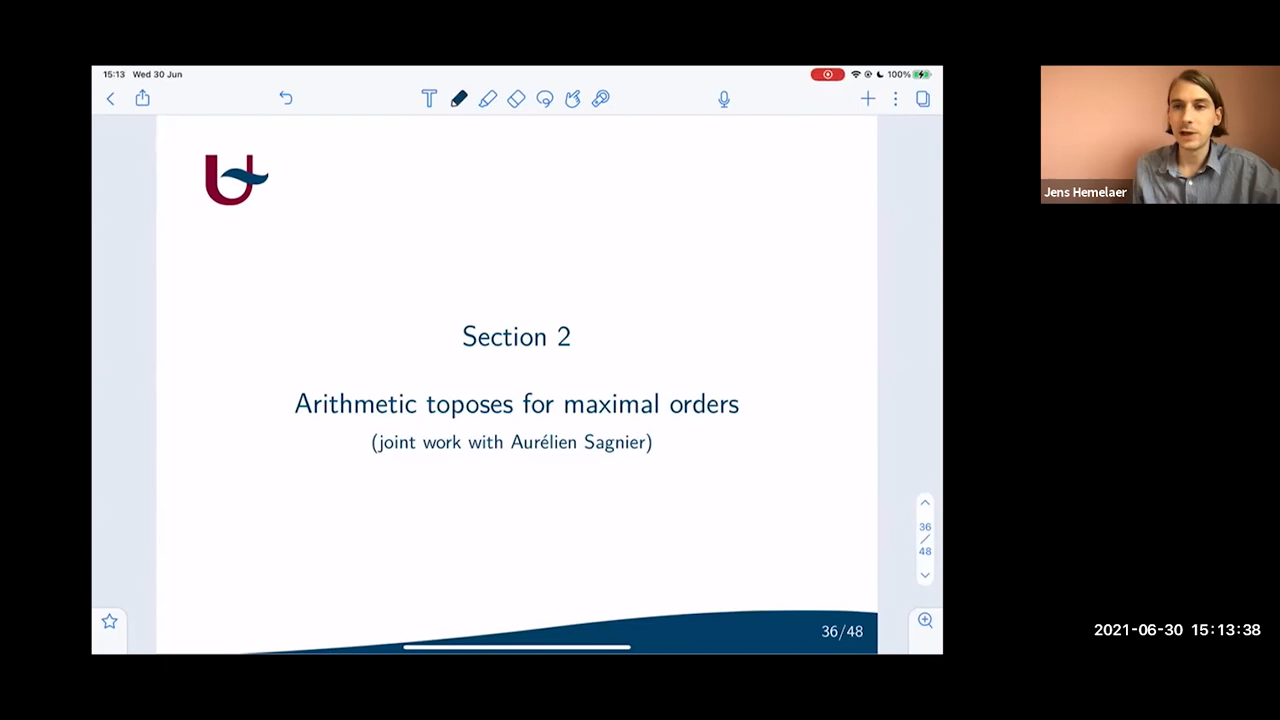 15:13 Wed 30 Jun
100%
Section 2
Arithmetic toposes for maximal orders
(joint work with Aurélien Sagnier)
36
48
36/48
Jens Hemelaer
2021-06-30 15:13:38